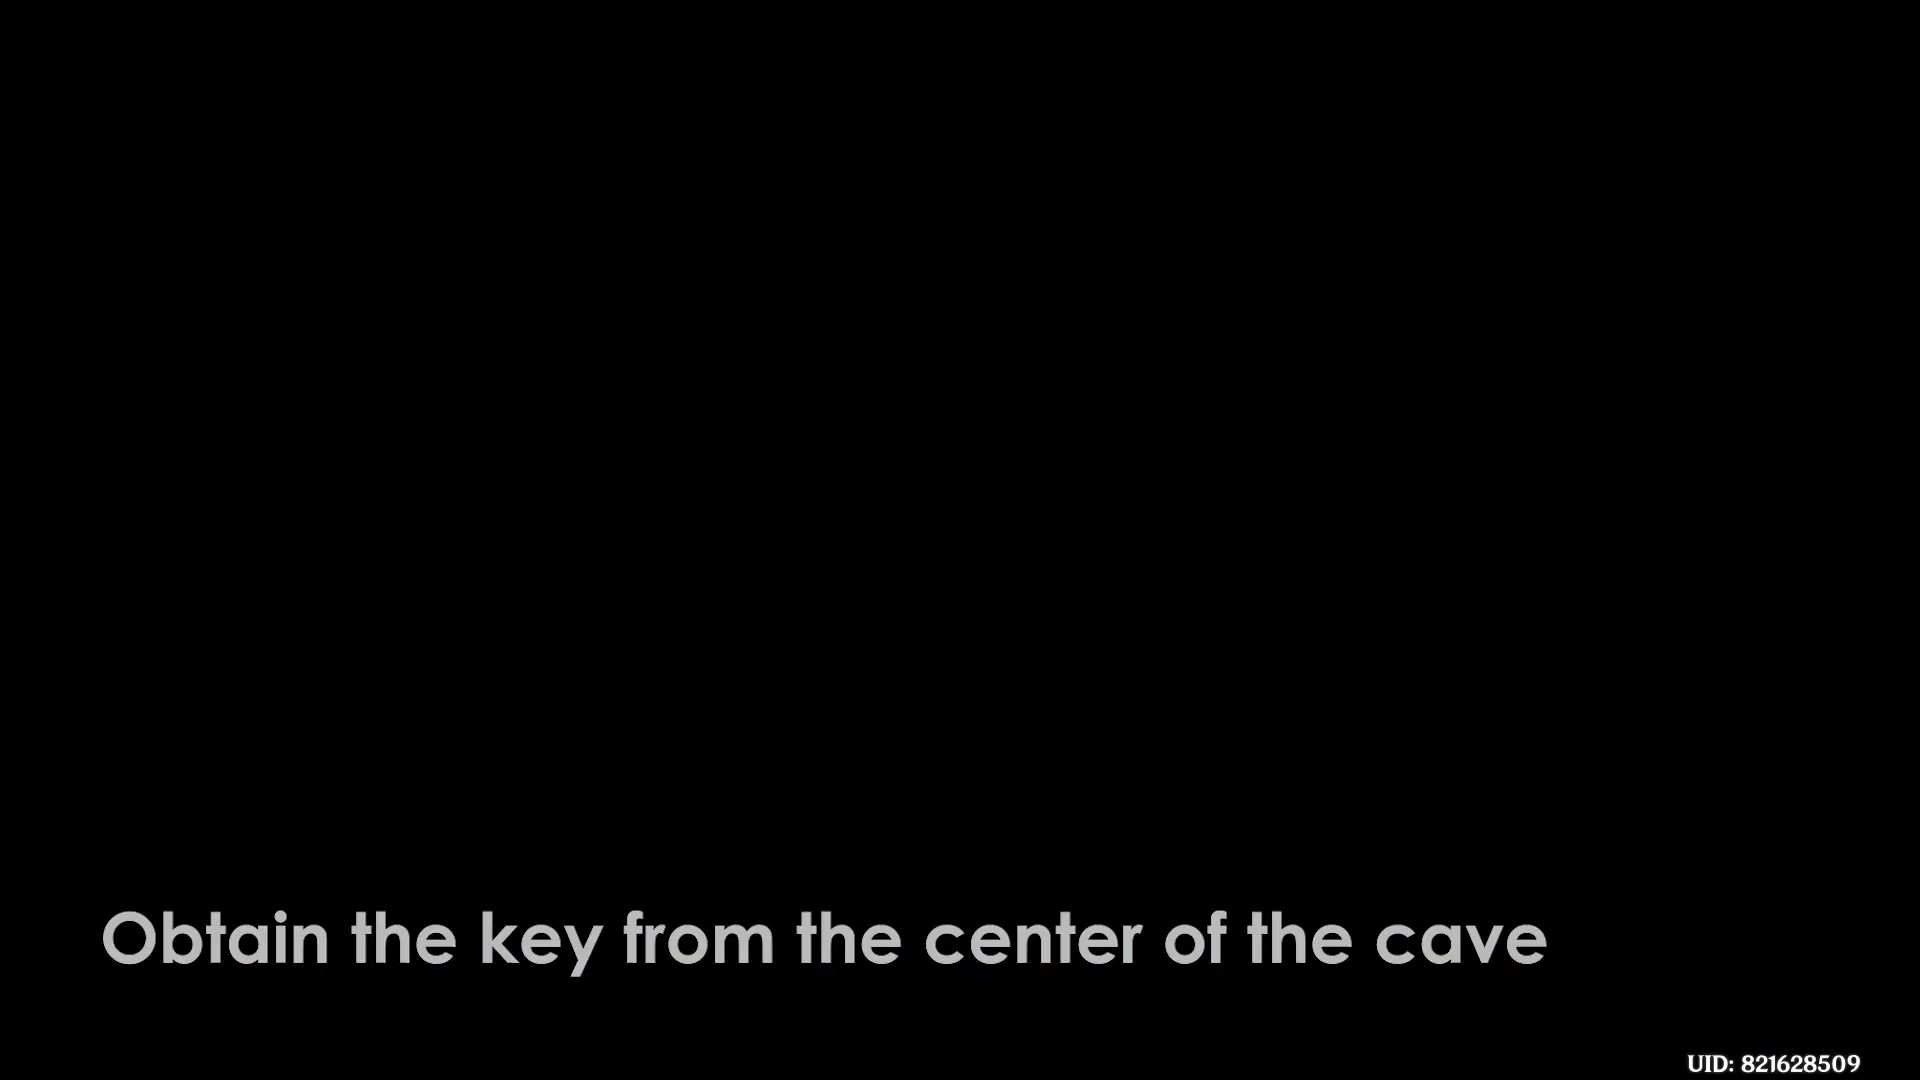 Obtain the key from the center of the cave
UID: 821628509